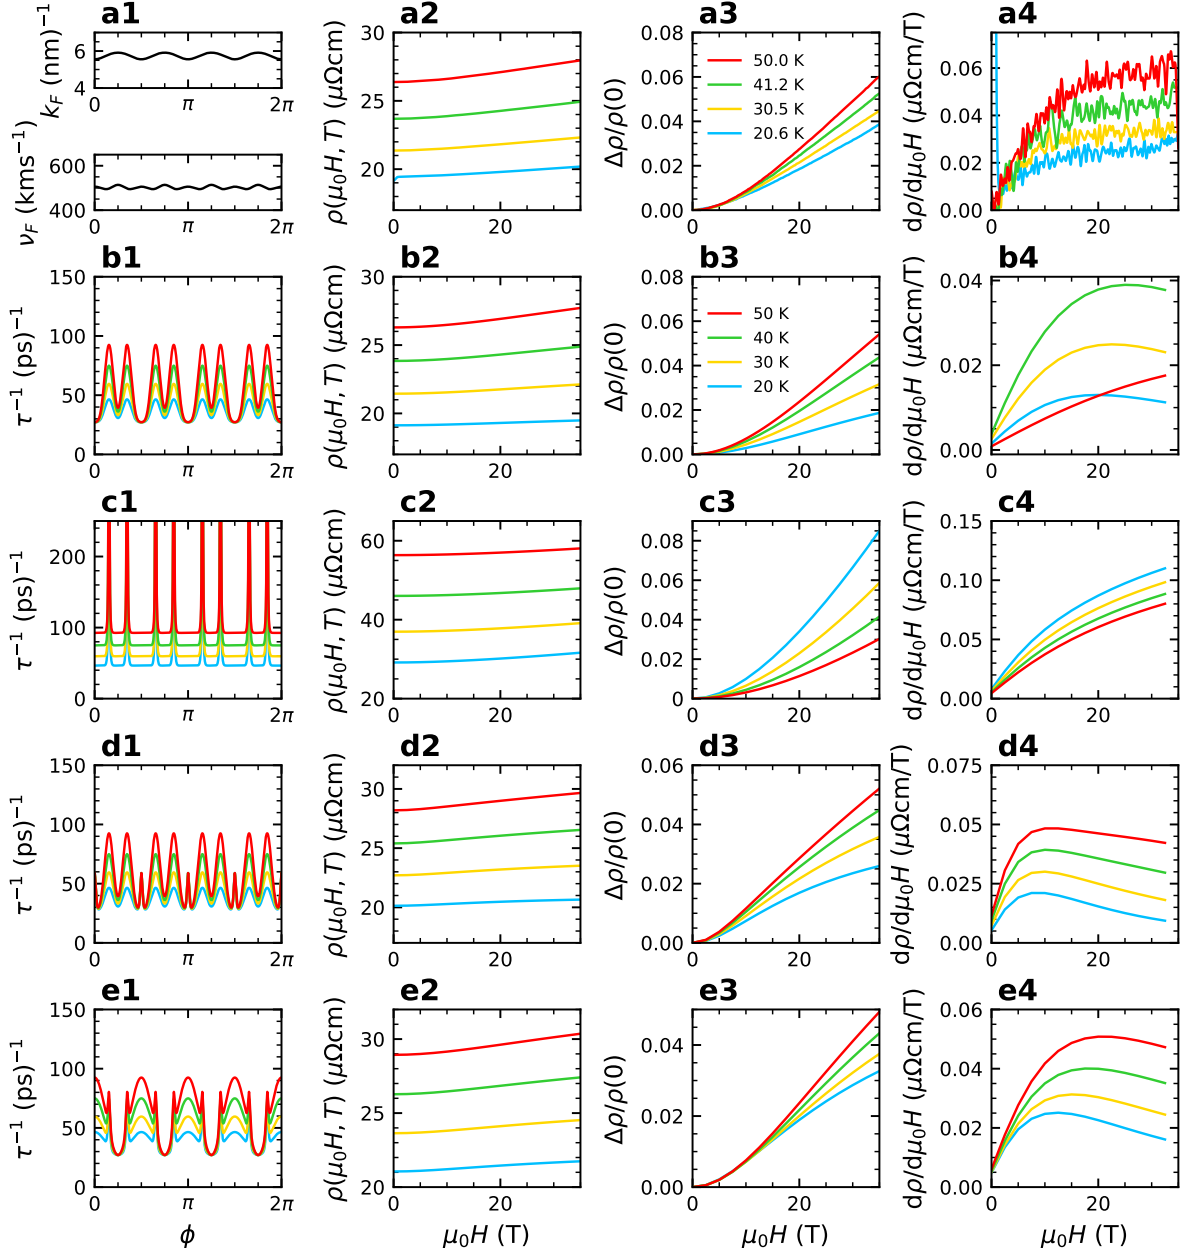 a1
a2
a3
a4
k_F (nm)⁻¹
6
4
0
π
2π
ν_F (kms⁻¹)
600
400
0
π
2π
ρ(μ₀H, T) (μΩcm)
30
25
20
0
20
Δρ/ρ(0)
0.08
0.06
0.04
0.02
0.00
0
20
50.0 K
41.2 K
30.5 K
20.6 K
dρ/dμ₀H (μΩcm/T)
0.06
0.04
0.02
0.00
0
20
b1
b2
b3
b4
τ⁻¹ (ps)⁻¹
150
100
50
0
0
π
2π
ρ(μ₀H, T) (μΩcm)
30
25
20
0
20
Δρ/ρ(0)
0.08
0.06
0.04
0.02
0.00
0
20
50 K
40 K
30 K
20 K
dρ/dμ₀H (μΩcm/T)
0.04
0.02
0.00
0
20
c1
c2
c3
c4
τ⁻¹ (ps)⁻¹
200
100
0
0
π
2π
ρ(μ₀H, T) (μΩcm)
60
40
20
0
20
Δρ/ρ(0)
0.08
0.06
0.04
0.02
0
0
20
dρ/dμ₀H (μΩcm/T)
0.15
0.10
0.05
0.00
0
20
d1
d2
d3
d4
τ⁻¹ (ps)⁻¹
150
100
50
0
0
π
2π
ρ(μ₀H, T) (μΩcm)
30
25
20
0
20
Δρ/ρ(0)
0.06
0.04
0.02
0.00
0
20
dρ/dμ₀H (μΩcm/T)
0.075
0.050
0.025
0.00
0
20
e1
e2
e3
e4
τ⁻¹ (ps)⁻¹
150
100
50
0
0
π
2π
ϕ
ρ(μ₀H, T) (μΩcm)
30
25
20
0
20
μ₀H (T)
Δρ/ρ(0)
0.04
0.02
0.00
0
20
μ₀H (T)
dρ/dμ₀H (μΩcm/T)
0.06
0.04
0.02
0.00
0
20
μ₀H (T)